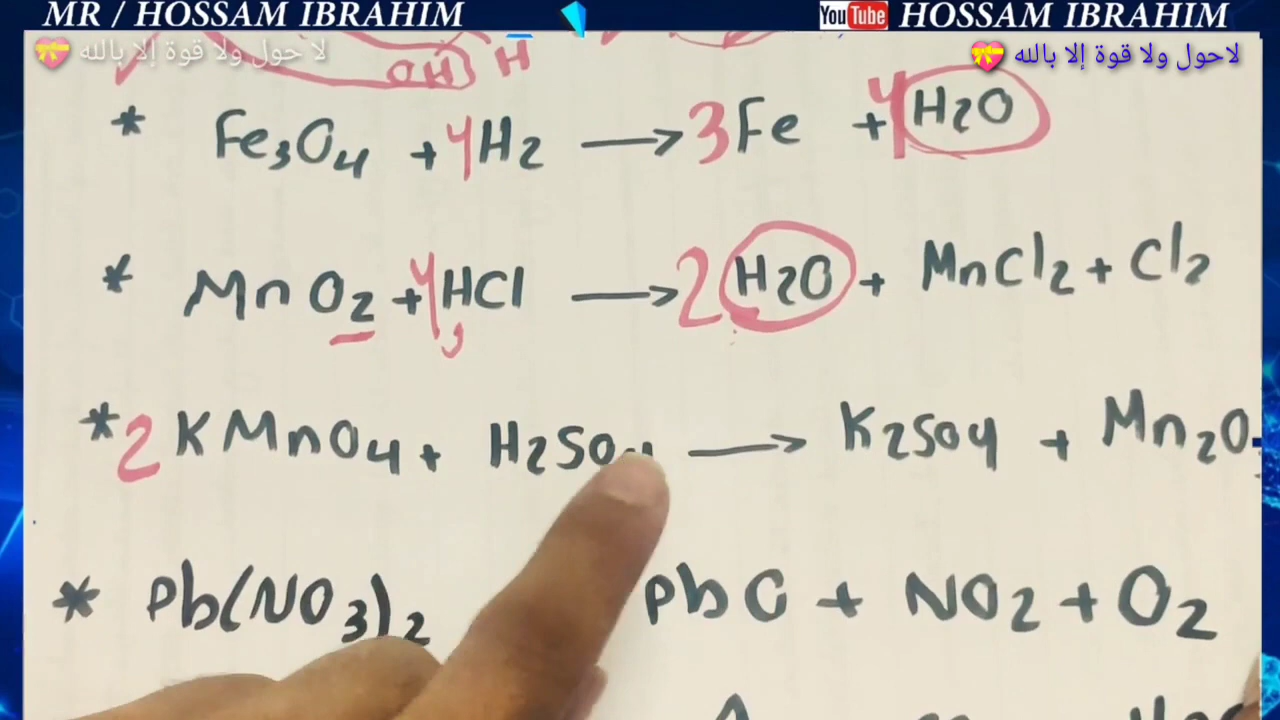 MR / HOSSAM IBRAHIM
YouTube HOSSAM IBRAHIM
لا حول ولا قوة إلا بالله
لاحول ولا قوة إلا بالله
OH) H
* Fe3O4 + 4H2 → 3Fe + 4H2O
* MnO2 + 4HCl → 2H2O + MnCl2 + Cl2
* 2KMnO4 + H2SO4 → K2SO4 + Mn2O
* Pb(NO3)2 PbO + NO2 + O2